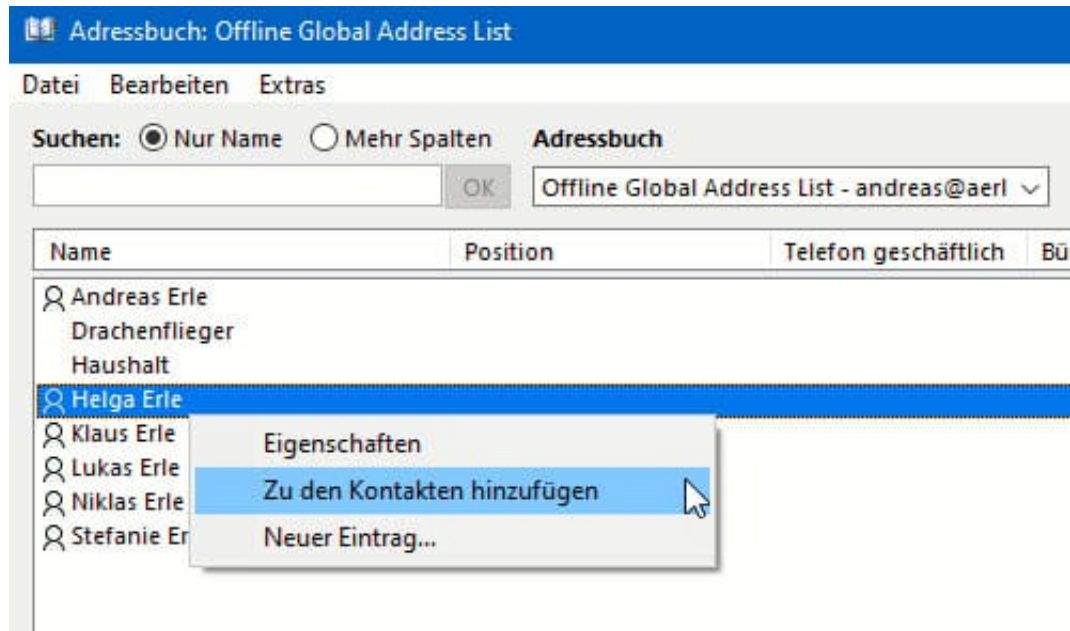 Adressbuch: Offline Global Address List
Datei Bearbeiten Extras
Suchen: Nur Name Mehr Spalten Adressbuch
OK Offline Global Address List - andreas@aerl
Name Position Telefon geschäftlich Bü
Andreas Erle
Drachenflieger
Haushalt
Helga Erle
Klaus Erle
Eigenschaften
Lukas Erle
Zu den Kontakten hinzufügen
Niklas Erle
Stefanie Er
Neuer Eintrag...